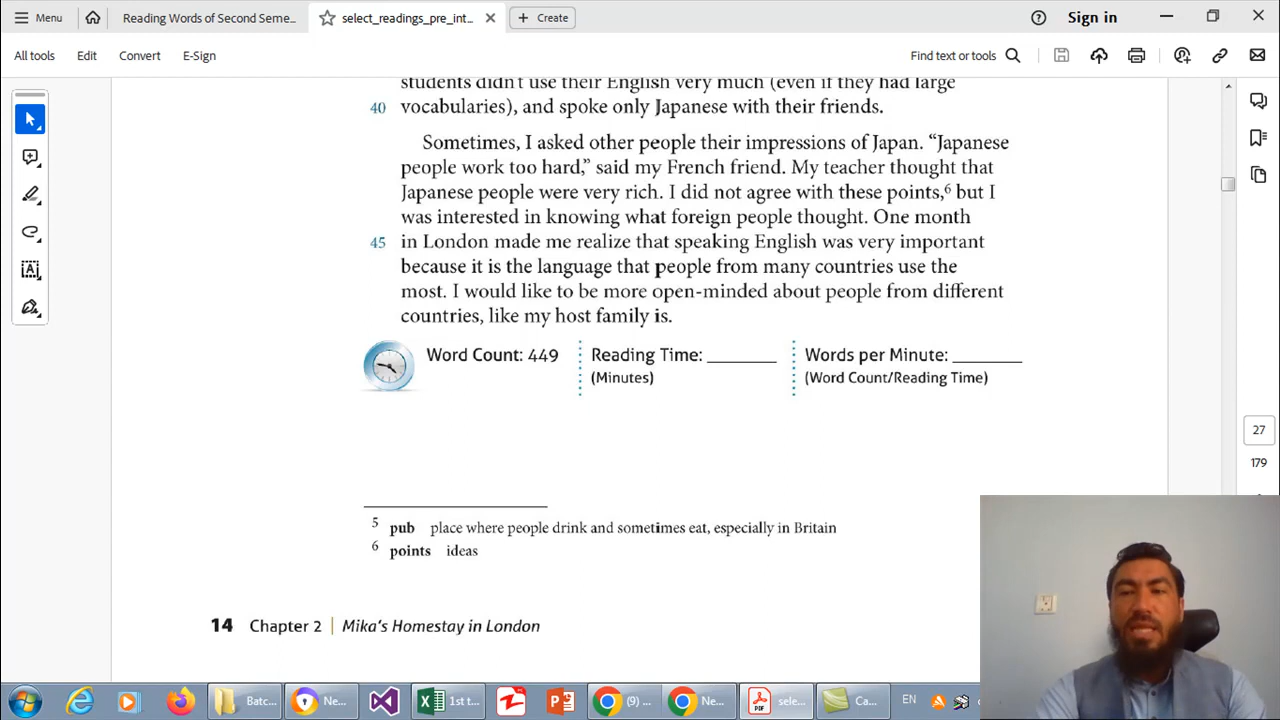 Menu
Reading Words of Second Seme...
select_readings_pre_int...
Create
Sign in
All tools
Edit
Convert
E-Sign
Find text or tools
students didn't use their English very much (even if they had large
40 vocabularies), and spoke only Japanese with their friends.
Sometimes, I asked other people their impressions of Japan. “Japanese
people work too hard,” said my French friend. My teacher thought that
Japanese people were very rich. I did not agree with these points,6 but I
was interested in knowing what foreign people thought. One month
45 in London made me realize that speaking English was very important
because it is the language that people from many countries use the
most. I would like to be more open-minded about people from different
countries, like my host family is.
Word Count: 449
Reading Time: ________
(Minutes)
Words per Minute: ________
(Word Count/Reading Time)
27
179
5 pub place where people drink and sometimes eat, especially in Britain
6 points ideas
14 Chapter 2 | Mika's Homestay in London
Batc...
Ne...
1st t...
(9) ...
Ne...
sele...
Ca...
EN